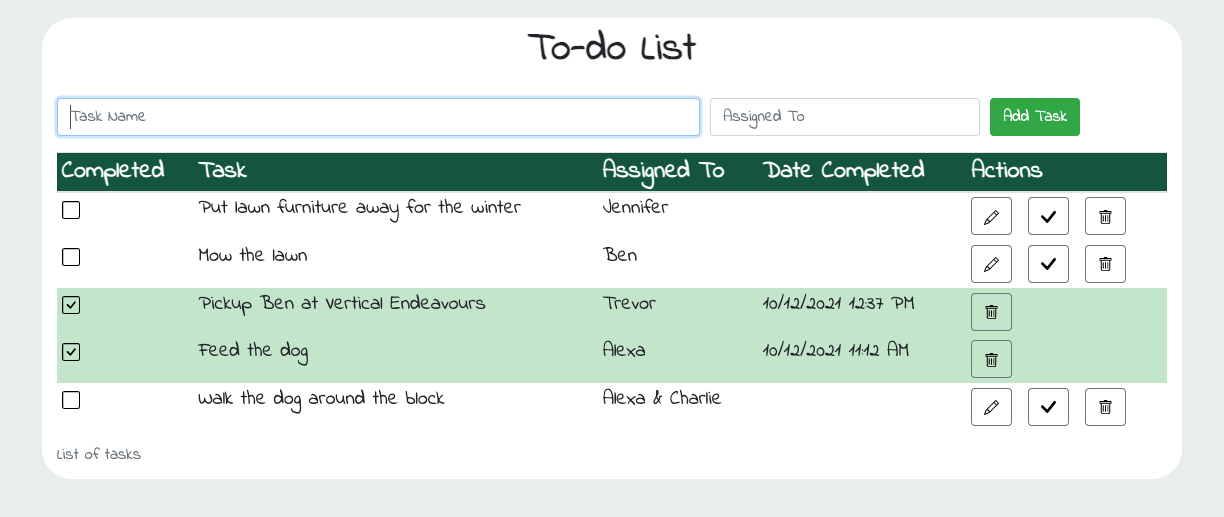 To-do List
Task Name Assigned To Add Task
Completed Task Assigned To Date Completed Actions
Put lawn furniture away for the winter Jennifer
Mow the lawn Ben
Pickup Ben at Vertical Endeavours Trevor 10/12/2021 12:37 PM
Feed the dog Alexa 10/12/2021 11:12 AM
Walk the dog around the block Alexa & Charlie
List of tasks